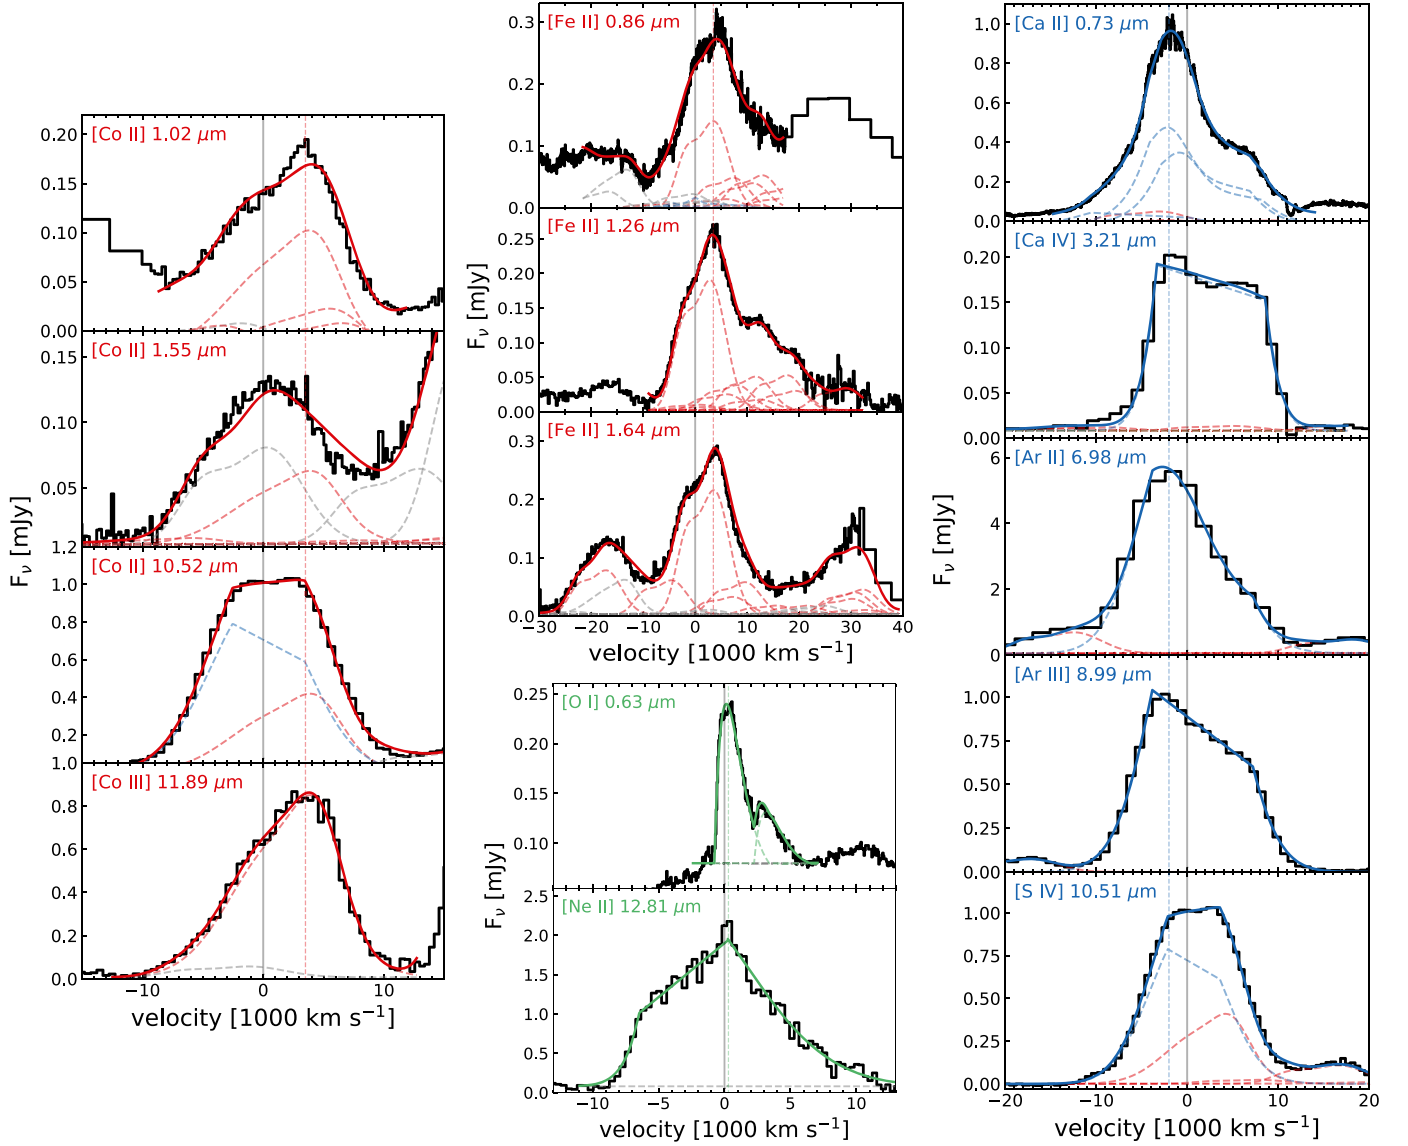 [Co II] 1.02 μm
0.20
0.15
0.10
0.05
0.00
[Co II] 1.55 μm
0.15
0.10
0.05
[Co II] 10.52 μm
1.2
1.0
0.8
0.6
0.4
0.2
[Co III] 11.89 μm
1.0
0.8
0.6
0.4
0.2
0.0
−10 0 10
velocity [1000 km s⁻¹]
Fν [mJy]
[Fe II] 0.86 μm
0.3
0.2
0.1
0.0
[Fe II] 1.26 μm
0.25
0.20
0.15
0.10
0.05
0.00
[Fe II] 1.64 μm
0.3
0.2
0.1
0.0
−30 −20 −10 0 10 20 30 40
velocity [1000 km s⁻¹]
Fν [mJy]
[O I] 0.63 μm
0.25
0.20
0.15
0.10
[Ne II] 12.81 μm
2.5
2.0
1.5
1.0
0.5
0.0
−10 −5 0 5 10
velocity [1000 km s⁻¹]
Fν [mJy]
[Ca II] 0.73 μm
1.0
0.8
0.6
0.4
0.2
0.0
[Ca IV] 3.21 μm
0.20
0.15
0.10
0.05
0.00
[Ar II] 6.98 μm
6
4
2
0
[Ar III] 8.99 μm
1.00
0.75
0.50
0.25
0.00
[S IV] 10.51 μm
1.00
0.75
0.50
0.25
0.00
−20 −10 0 10 20
velocity [1000 km s⁻¹]
Fν [mJy]